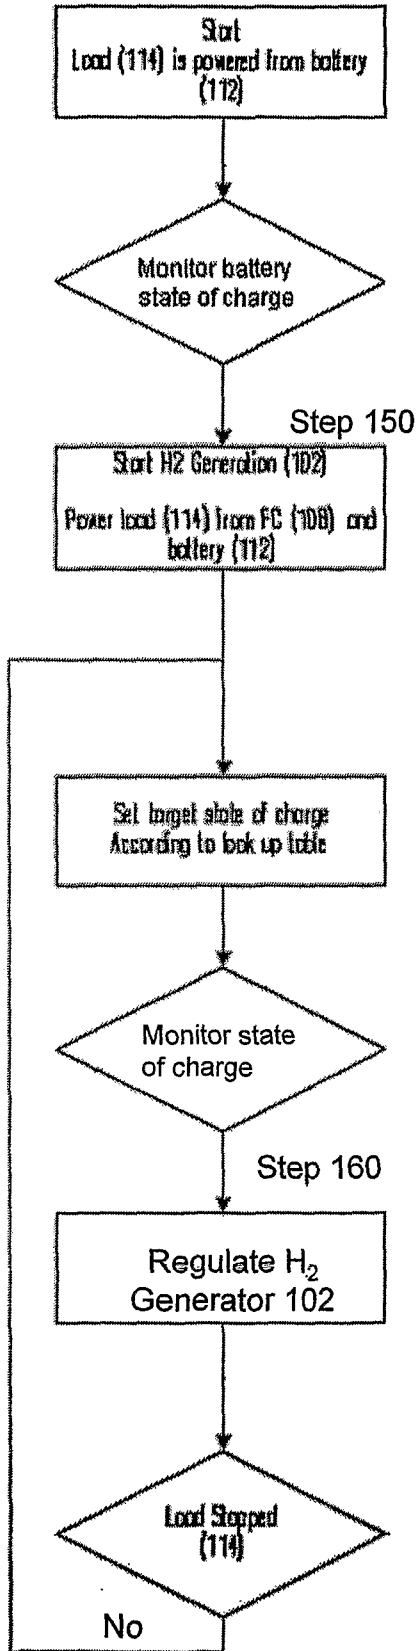 Start
Load (114) is powered from battery
(112)
Monitor battery
state of charge
Step 150
Start H2 Generation (102)
Power load (114) from FC (108) and
battery (112)
Set target state of charge
According to look up table
Monitor state
of charge
Step 160
Regulate H₂
Generator 102
Load Stopped
(114)
No